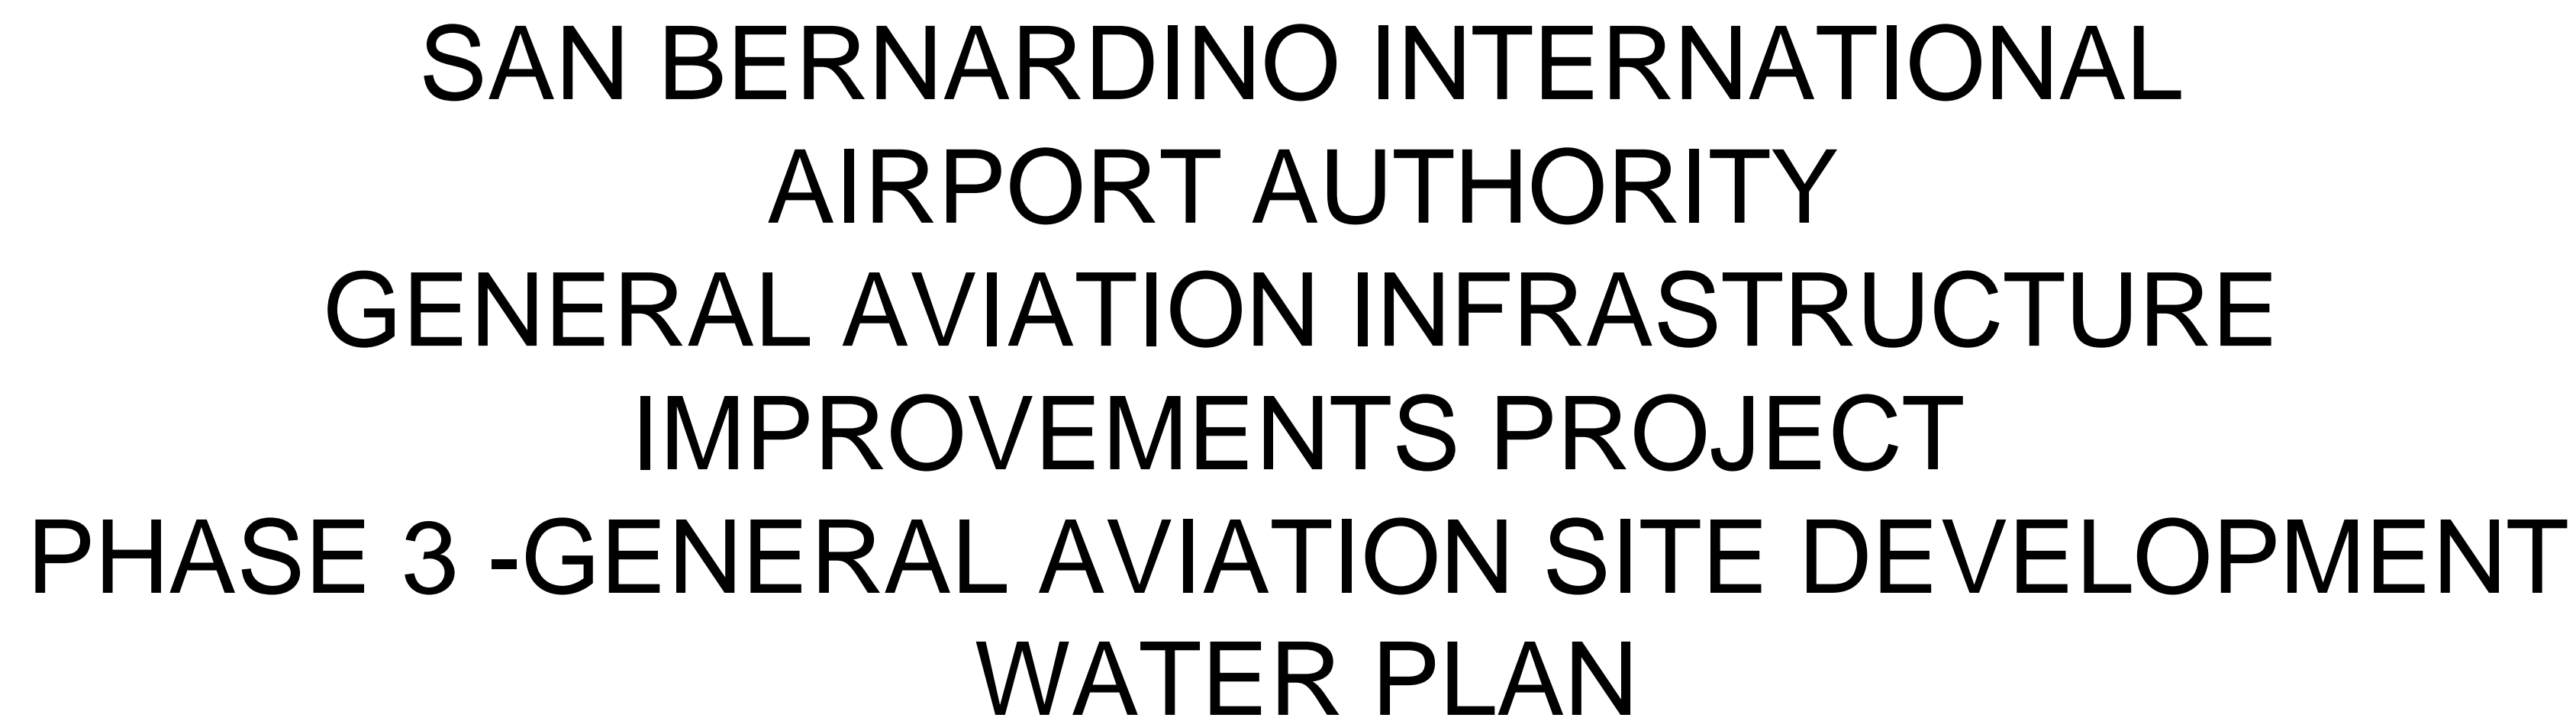 SAN BERNARDINO INTERNATIONAL
AIRPORT AUTHORITY
GENERAL AVIATION INFRASTRUCTURE
IMPROVEMENTS PROJECT
PHASE 3 -GENERAL AVIATION SITE DEVELOPMENT
WATER PLAN